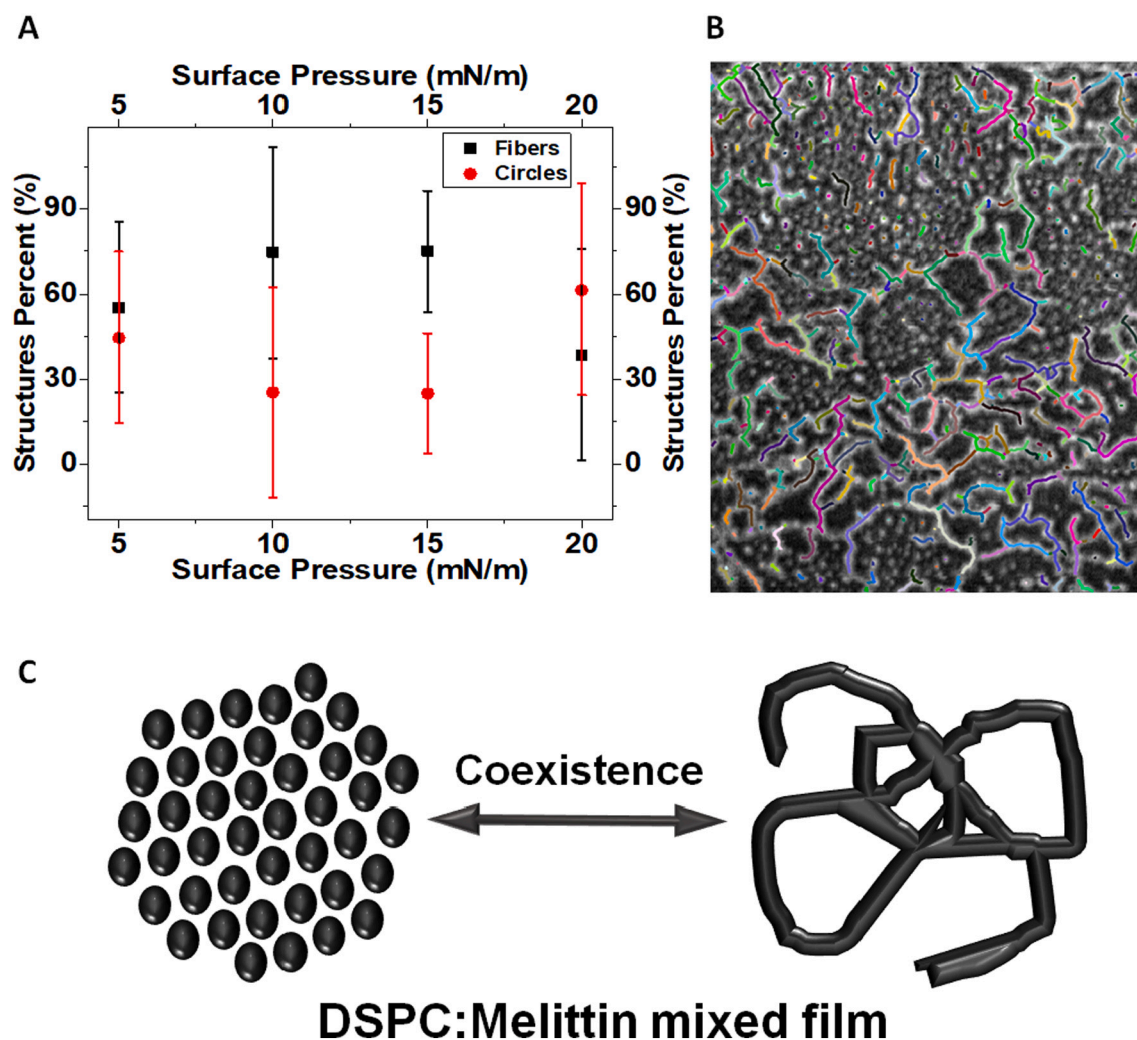 A
B
Surface Pressure (mN/m)
5 10 15 20
Fibers
Circles
Structures Percent (%)
90 90
60 60
30 30
0 0
Structures Percent (%)
5 10 15 20
Surface Pressure (mN/m)
C
Coexistence
DSPC:Melittin mixed film